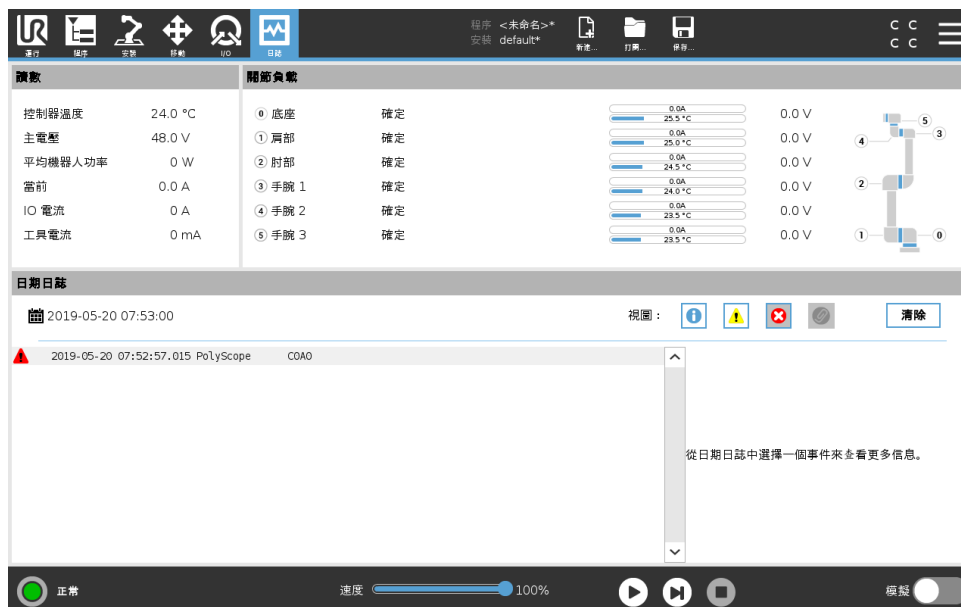 程序 <未命名>*
安裝 default*
運行 程序 安裝 移動 I/O 日誌
新建... 打開... 保存...
C C
C C
讀數
關節負載
控制器溫度 24.0 °C
主電壓 48.0 V
平均機器人功率 0 W
當前 0.0 A
IO 電流 0 A
工具電流 0 mA
0 底座 確定 0.0A 25.5 °C 0.0 V
1 肩部 確定 0.0A 25.0 °C 0.0 V
2 肘部 確定 0.0A 24.5 °C 0.0 V
3 手腕 1 確定 0.0A 24.0 °C 0.0 V
4 手腕 2 確定 0.0A 23.5 °C 0.0 V
5 手腕 3 確定 0.0A 23.5 °C 0.0 V
5
4 3
2
1 0
日期日誌
2019-05-20 07:53:00 視圖： 清除
2019-05-20 07:52:57.015 PolyScope C0A0
從日期日誌中選擇一個事件來查看更多信息。
正常 速度 100% 模擬